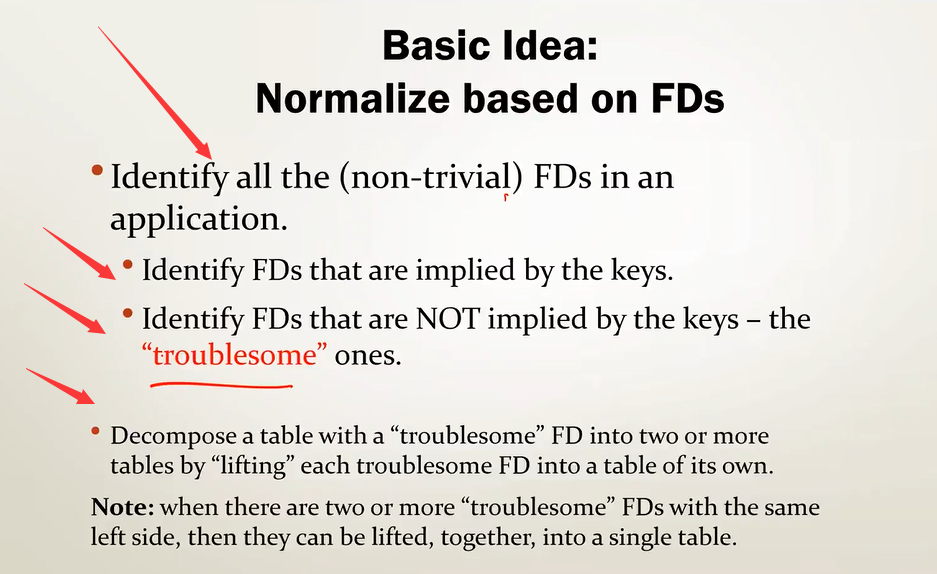 Basic Idea:
Normalize based on FDs
• Identify all the (non-trivial) FDs in an
application.
• Identify FDs that are implied by the keys.
• Identify FDs that are NOT implied by the keys – the
“troublesome” ones.
• Decompose a table with a “troublesome” FD into two or more
tables by “lifting” each troublesome FD into a table of its own.
Note: when there are two or more “troublesome” FDs with the same
left side, then they can be lifted, together, into a single table.